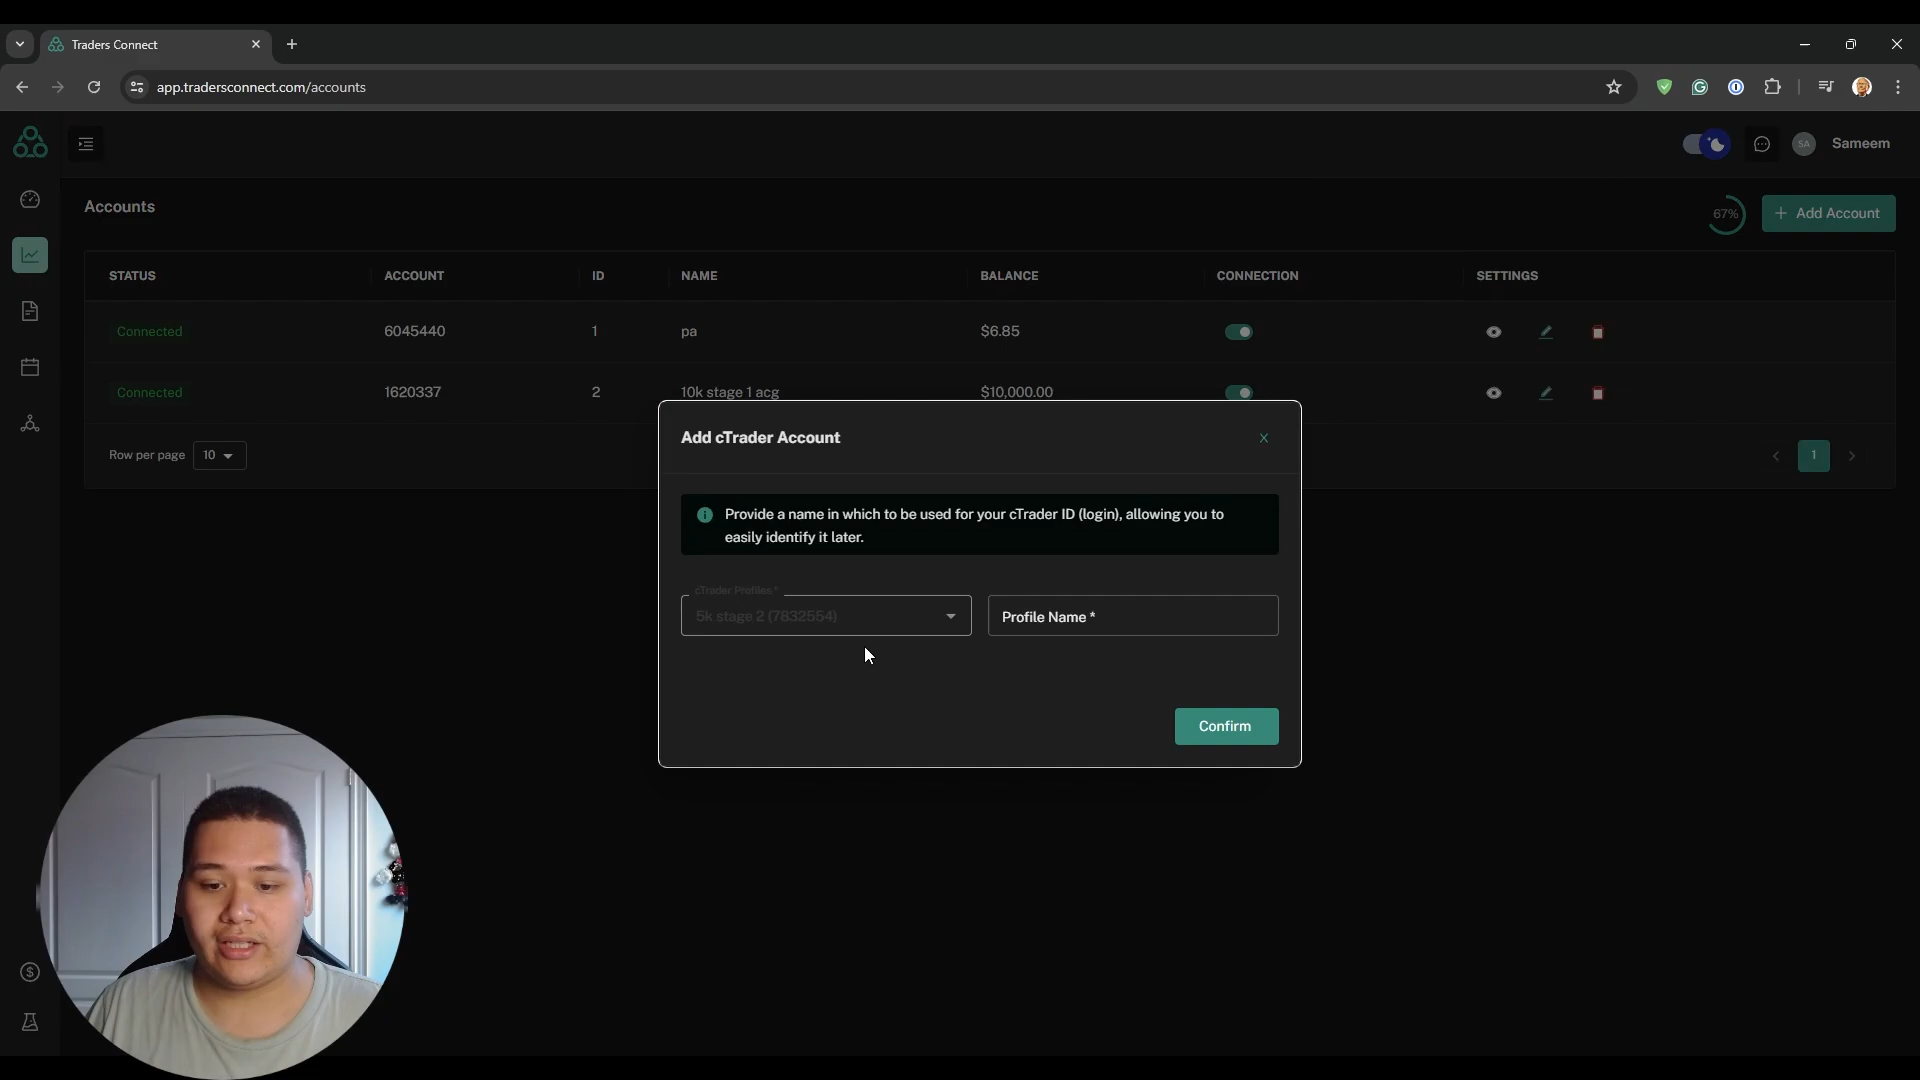 Traders Connect
app.tradersconnect.com/accounts
SA
Sameem
Accounts
67%
+ Add Account
STATUS ACCOUNT ID NAME BALANCE CONNECTION SETTINGS
Connected 6045440 1 pa $6.85
Connected 1620337 2 10k stage 1 acg $10,000.00
Row per page 10
1
Add cTrader Account
X
Provide a name in which to be used for your cTrader ID (login), allowing you to
easily identify it later.
cTrader Profiles *
5k stage 2 (7832554)
Profile Name *
Confirm